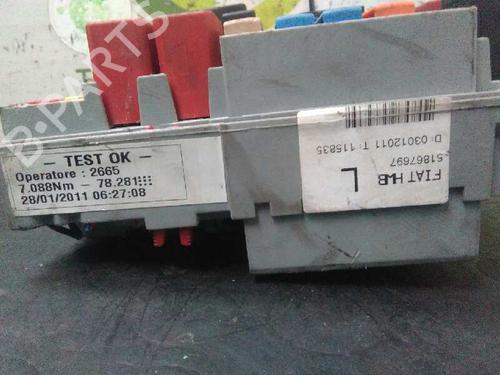 B-PARTS
- TEST OK -
Operatore : 2665
7.088Nm - 78.281
28/01/2011 06:27:08
FIAT
L
51867697
D: 03012011 T: 115835